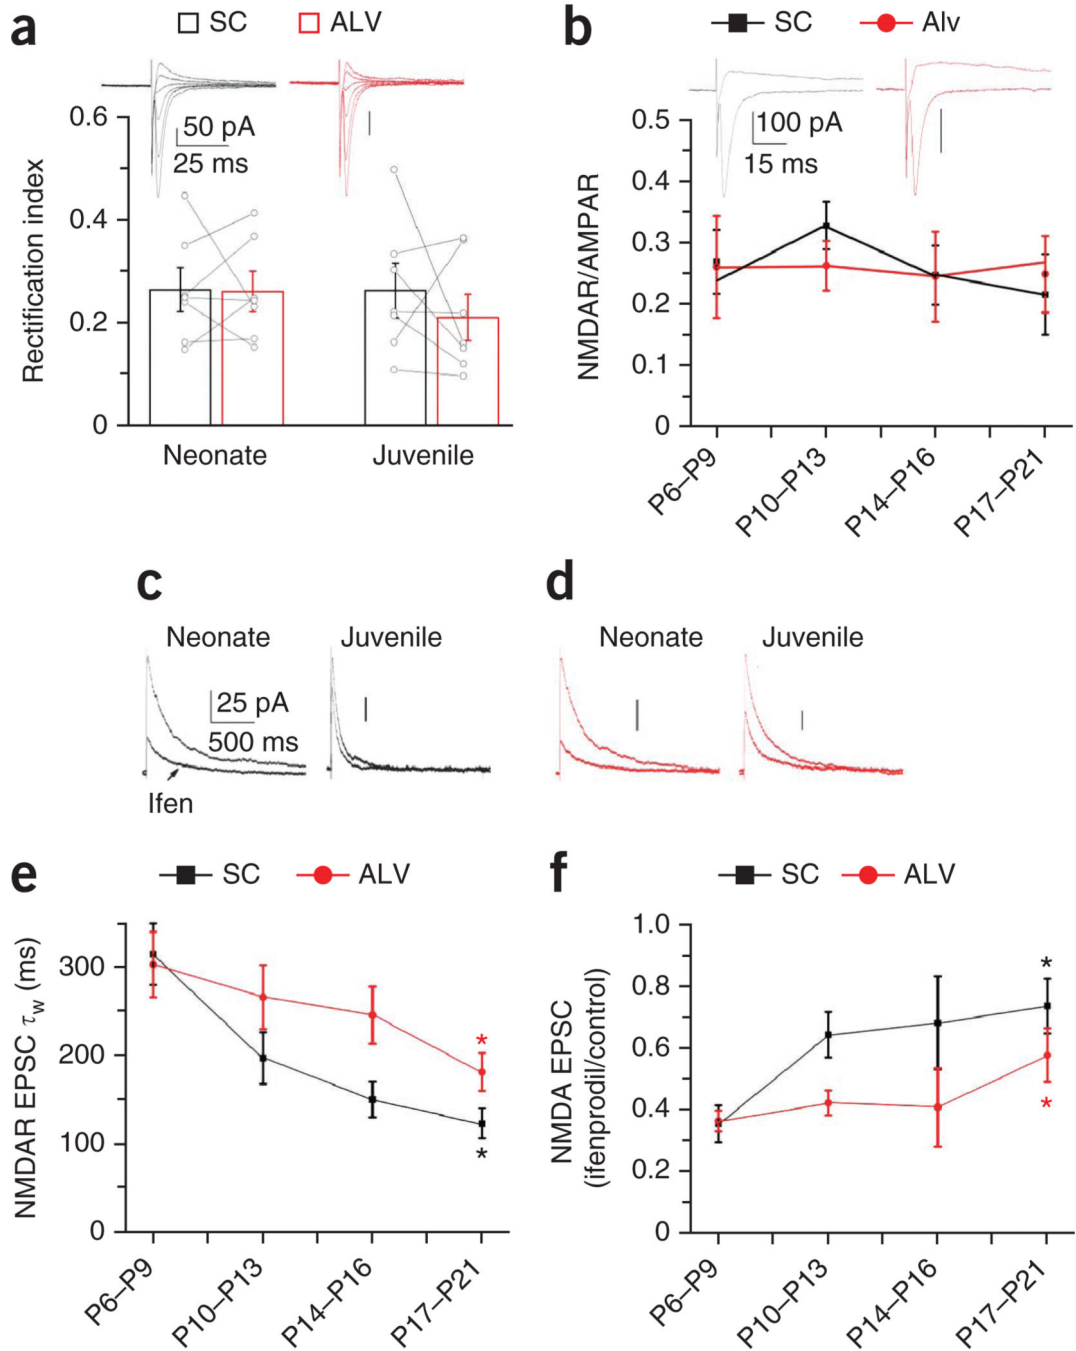 a
SC ALV
50 pA
25 ms
Rectification index
0.6
0.4
0.2
0
Neonate Juvenile
b
SC Alv
100 pA
15 ms
NMDAR/AMPAR
0.5
0.4
0.3
0.2
0.1
0
P6–P9 P10–P13 P14–P16 P17–P21
c
Neonate Juvenile
25 pA
500 ms
Ifen
d
Neonate Juvenile
e
SC ALV
NMDAR EPSC τw (ms)
300
200
100
0
*
*
P6–P9 P10–P13 P14–P16 P17–P21
f
SC ALV
NMDA EPSC
(ifenprodil/control)
1.0
0.8
0.6
0.4
0.2
0
*
*
P6–P9 P10–P13 P14–P16 P17–P21